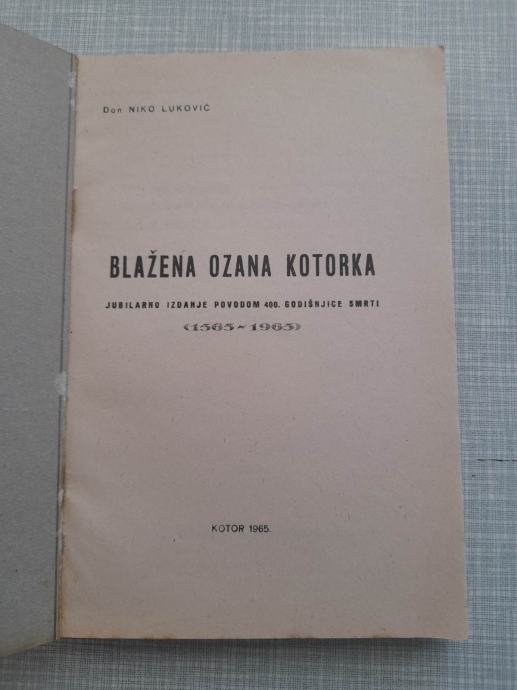 Don NIKO LUKOVIĆ
BLAŽENA OZANA KOTORKA
JUBILARNO IZDANJE POVODOM 400. GODIŠNJICE SMRTI
(1565 ~ 1965)
KOTOR 1965.